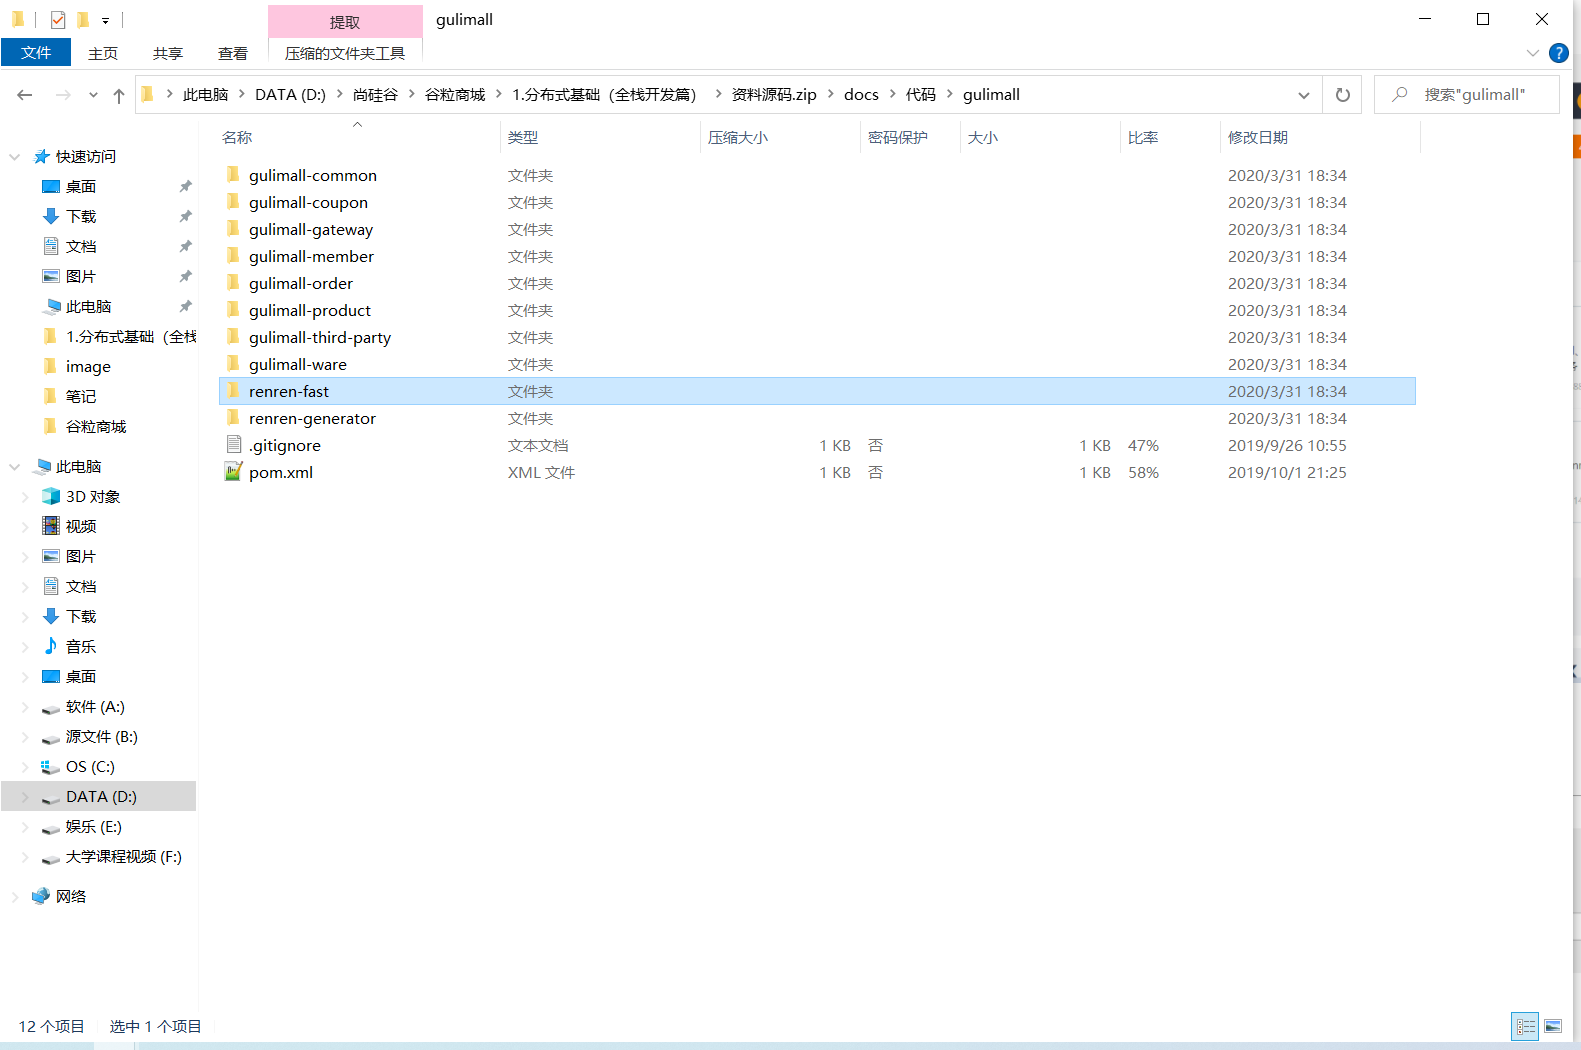 提取
gulimall
文件
主页
共享
查看
压缩的文件夹工具
此电脑 DATA (D:) 尚硅谷 谷粒商城 1.分布式基础（全栈开发篇） 资料源码.zip docs 代码 gulimall
搜索"gulimall"
名称 类型 压缩大小 密码保护 大小 比率 修改日期
gulimall-common 文件夹 2020/3/31 18:34
gulimall-coupon 文件夹 2020/3/31 18:34
gulimall-gateway 文件夹 2020/3/31 18:34
gulimall-member 文件夹 2020/3/31 18:34
gulimall-order 文件夹 2020/3/31 18:34
gulimall-product 文件夹 2020/3/31 18:34
gulimall-third-party 文件夹 2020/3/31 18:34
gulimall-ware 文件夹 2020/3/31 18:34
renren-fast 文件夹 2020/3/31 18:34
renren-generator 文件夹 2020/3/31 18:34
.gitignore 文本文档 1 KB 否 1 KB 47% 2019/9/26 10:55
pom.xml XML 文件 1 KB 否 1 KB 58% 2019/10/1 21:25
快速访问
桌面
下载
文档
图片
此电脑
1.分布式基础（全栈
image
笔记
谷粒商城
此电脑
3D 对象
视频
图片
文档
下载
音乐
桌面
软件 (A:)
源文件 (B:)
OS (C:)
DATA (D:)
娱乐 (E:)
大学课程视频 (F:)
网络
12 个项目 选中 1 个项目